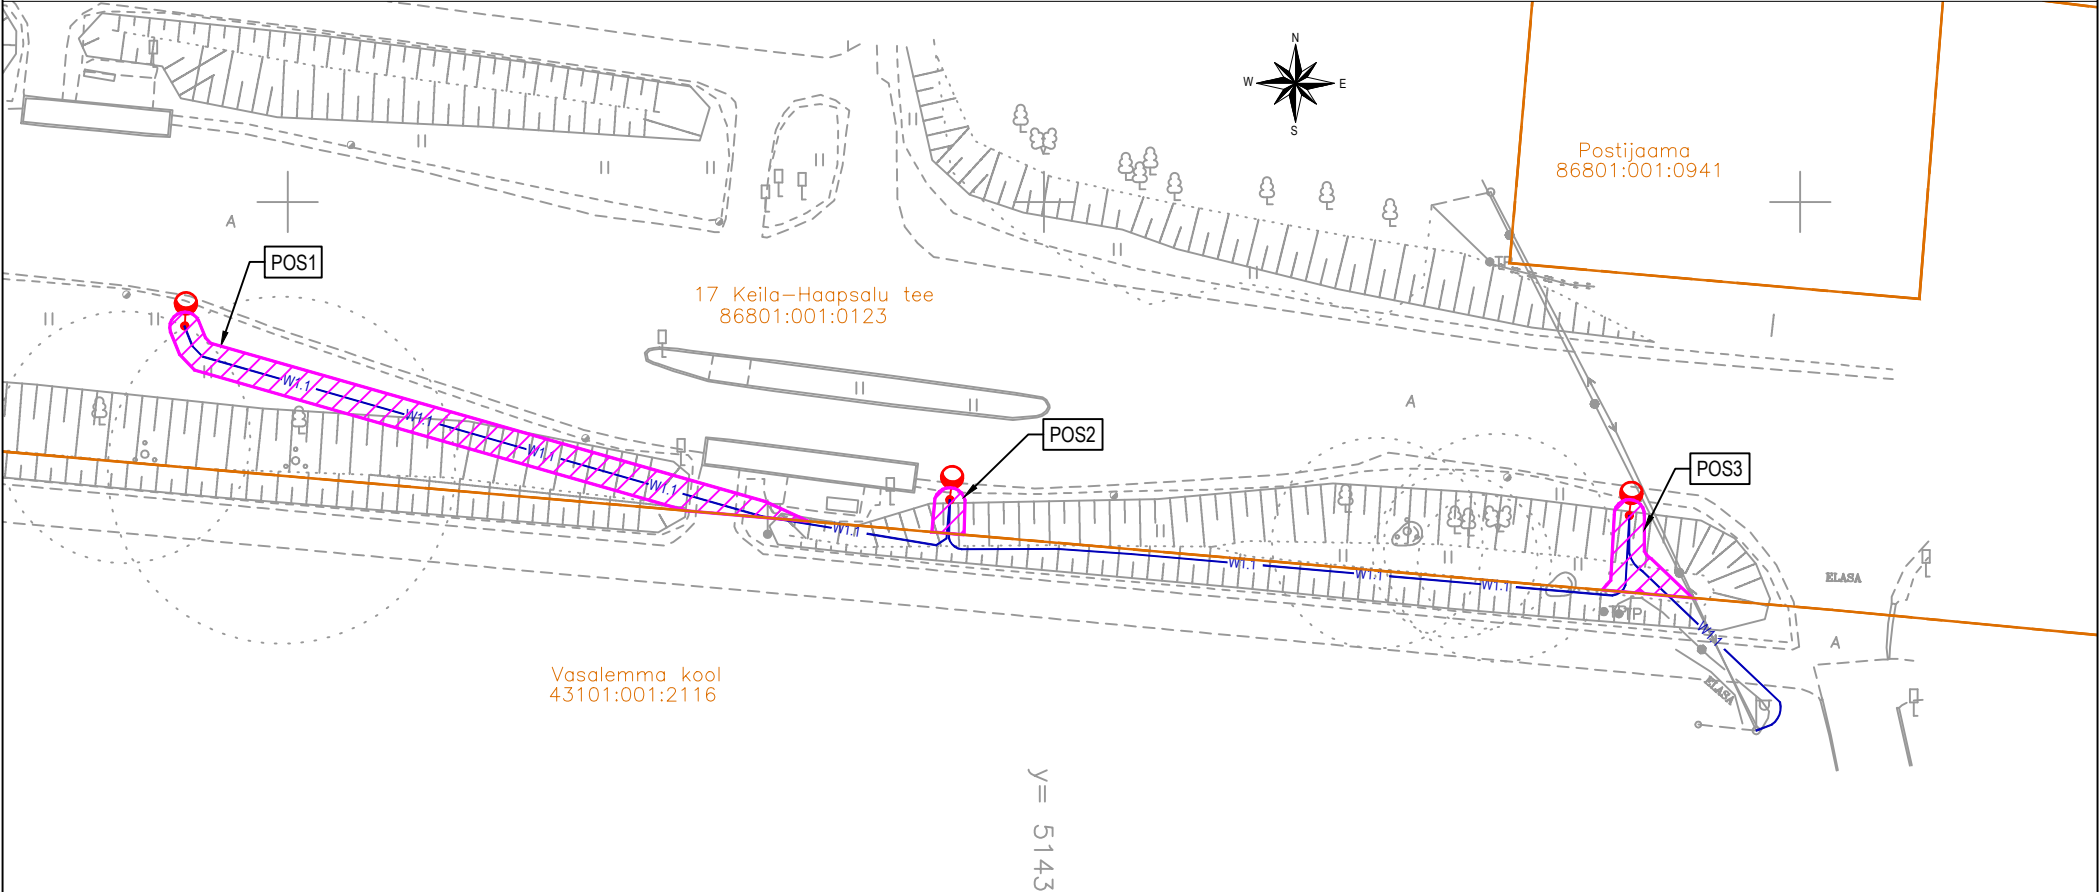 N
W E
S
Postijaama
86801:001:0941
A
POS1
17 Keila-Haapsalu tee
86801:001:0123
TP
A
POS2
POS3
W1.1
W1.1
W1.1
W1.1
W1.1
W1.1
W1.1
W1.1
W1.1
ELASA
TP TP
A
ELASA
Vasalemma kool
43101:001:2116
y= 5143